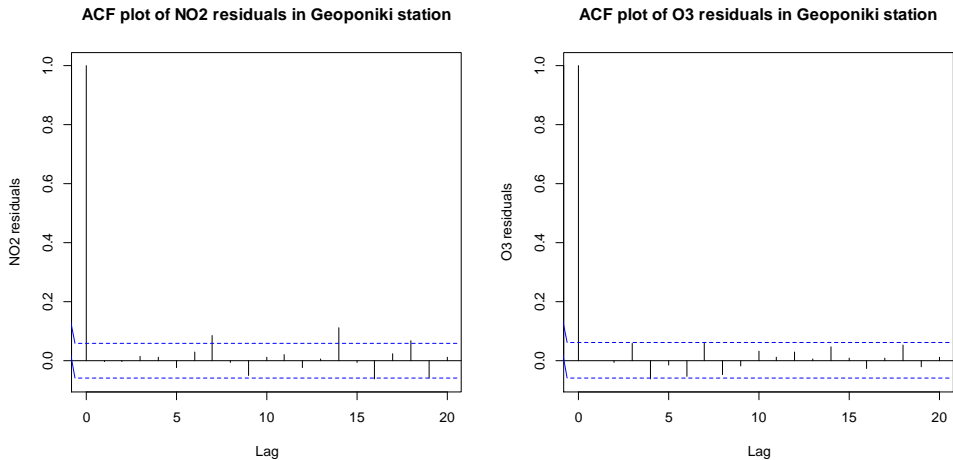 ACF plot of NO2 residuals in Geoponiki station
NO2 residuals
1.0
0.8
0.6
0.4
0.2
0.0
0 5 10 15 20
Lag
ACF plot of O3 residuals in Geoponiki station
O3 residuals
1.0
0.8
0.6
0.4
0.2
0.0
0 5 10 15 20
Lag